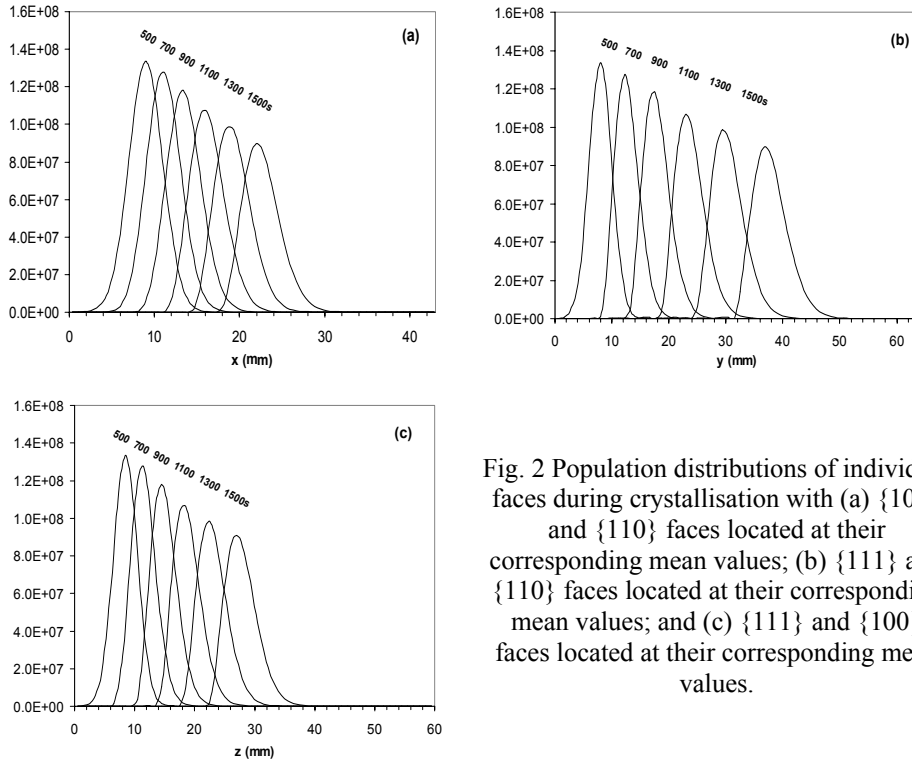 1.6E+08
1.4E+08
1.2E+08
1.0E+08
8.0E+07
6.0E+07
4.0E+07
2.0E+07
0.0E+00
(a)
500 700 900 1100 1300 1500s
0 10 20 30 40
x (mm)
1.6E+08
1.4E+08
1.2E+08
1.0E+08
8.0E+07
6.0E+07
4.0E+07
2.0E+07
0.0E+00
(b)
500 700 900 1100 1300 1500s
0 10 20 30 40 50 60
y (mm)
1.6E+08
1.4E+08
1.2E+08
1.0E+08
8.0E+07
6.0E+07
4.0E+07
2.0E+07
0.0E+00
(c)
500 700 900 1100 1300 1500s
0 10 20 30 40 50 60
z (mm)
Fig. 2 Population distributions of individ
faces during crystallisation with (a) {10
and {110} faces located at their
corresponding mean values; (b) {111} a
{110} faces located at their correspondi
mean values; and (c) {111} and {100
faces located at their corresponding me
values.